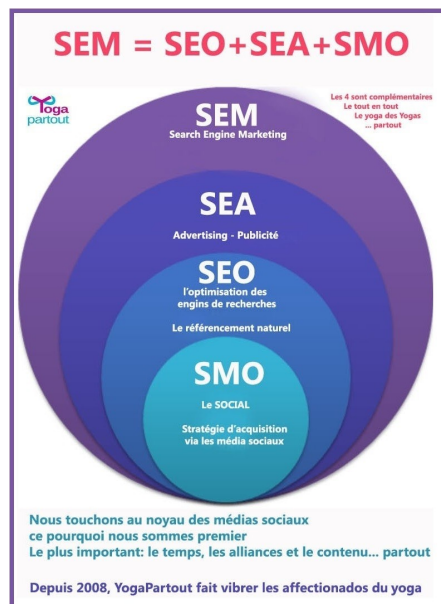 SEM = SEO+SEA+SMO
Yoga
partout
Les 4 sont complémentaires
Le tout en tout
Le yoga des Yogas
... partout
SEM
Search Engine Marketing
SEA
Advertising - Publicité
SEO
l'optimisation des
engins de recherches
Le référencement naturel
SMO
Le SOCIAL
Stratégie d'acquisition
via les média sociaux
Nous touchons au noyau des médias sociaux
ce pourquoi nous sommes premier
Le plus important: le temps, les alliances et le contenu... partout
Depuis 2008, YogaPartout fait vibrer les affectionados du yoga